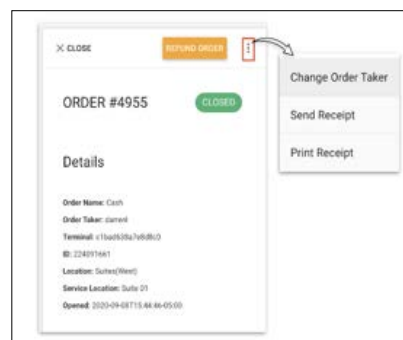 × CLOSE
REFUND ORDER
Change Order Taker
ORDER #4955
CLOSED
Send Receipt
Print Receipt
Details
Order Name: Cash
Order Taker: darrenl
Terminal: c1bad638a7e8d8c0
ID: 224091661
Location: Suites(West)
Service Location: Suite 01
Opened: 2020-09-08T15:44:46-05:00